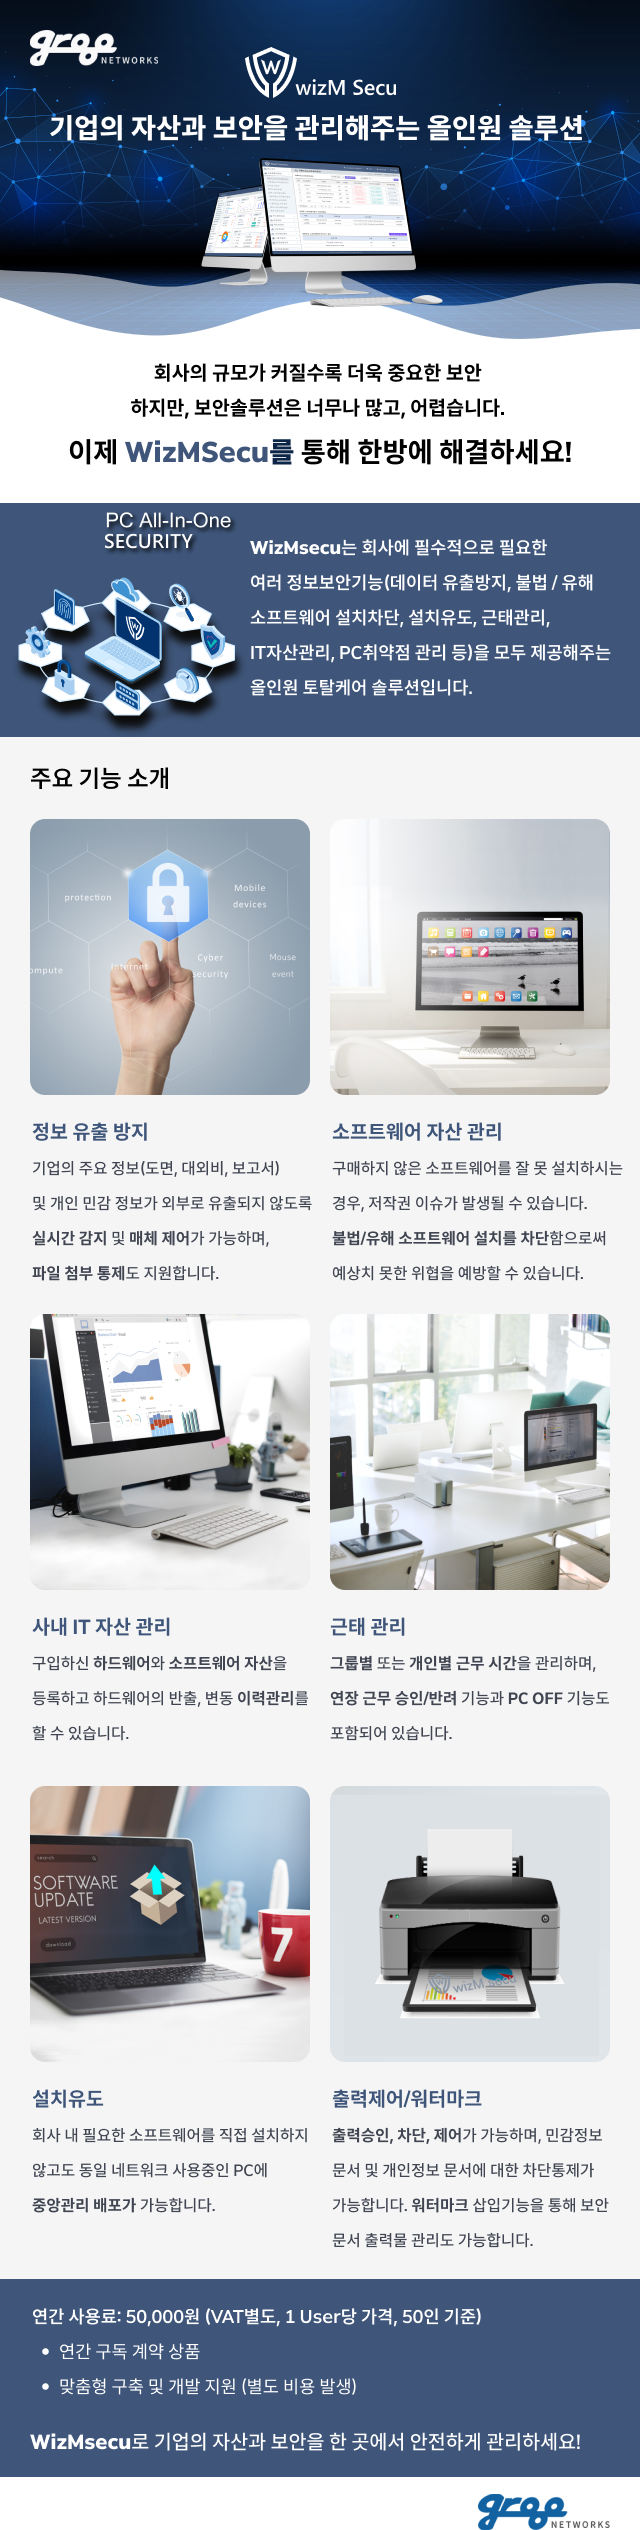 grgp
NETWORKS
wizM Secu
기업의 자산과 보안을 관리해주는 올인원 솔루션
회사의 규모가 커질수록 더욱 중요한 보안
하지만, 보안솔루션은 너무나 많고, 어렵습니다.
이제 WizMSecu를 통해 한방에 해결하세요!
PC All-In-One
SECURITY
WizMsecu는 회사에 필수적으로 필요한
여러 정보보안기능(데이터 유출방지, 불법 / 유해
소프트웨어 설치차단, 설치유도, 근태관리,
IT자산관리, PC취약점 관리 등)을 모두 제공해주는
올인원 토탈케어 솔루션입니다.
주요 기능 소개
protection
Mobile
devices
ompute
Internet
Cyber
security
Mouse
event
정보 유출 방지
기업의 주요 정보(도면, 대외비, 보고서)
및 개인 민감 정보가 외부로 유출되지 않도록
실시간 감지 및 매체 제어가 가능하며,
파일 첨부 통제도 지원합니다.
소프트웨어 자산 관리
구매하지 않은 소프트웨어를 잘 못 설치하시는
경우, 저작권 이슈가 발생될 수 있습니다.
불법/유해 소프트웨어 설치를 차단함으로써
예상치 못한 위협을 예방할 수 있습니다.
사내 IT 자산 관리
구입하신 하드웨어와 소프트웨어 자산을
등록하고 하드웨어의 반출, 변동 이력관리를
할 수 있습니다.
근태 관리
그룹별 또는 개인별 근무 시간을 관리하며,
연장 근무 승인/반려 기능과 PC OFF 기능도
포함되어 있습니다.
search
SOFTWARE
UPDATE
LATEST VERSION
download
7
wizM Secu
설치유도
회사 내 필요한 소프트웨어를 직접 설치하지
않고도 동일 네트워크 사용중인 PC에
중앙관리 배포가 가능합니다.
출력제어/워터마크
출력승인, 차단, 제어가 가능하며, 민감정보
문서 및 개인정보 문서에 대한 차단통제가
가능합니다. 워터마크 삽입기능을 통해 보안
문서 출력물 관리도 가능합니다.
연간 사용료: 50,000원 (VAT별도, 1 User당 가격, 50인 기준)
• 연간 구독 계약 상품
• 맞춤형 구축 및 개발 지원 (별도 비용 발생)
WizMsecu로 기업의 자산과 보안을 한 곳에서 안전하게 관리하세요!
grgp
NETWORKS